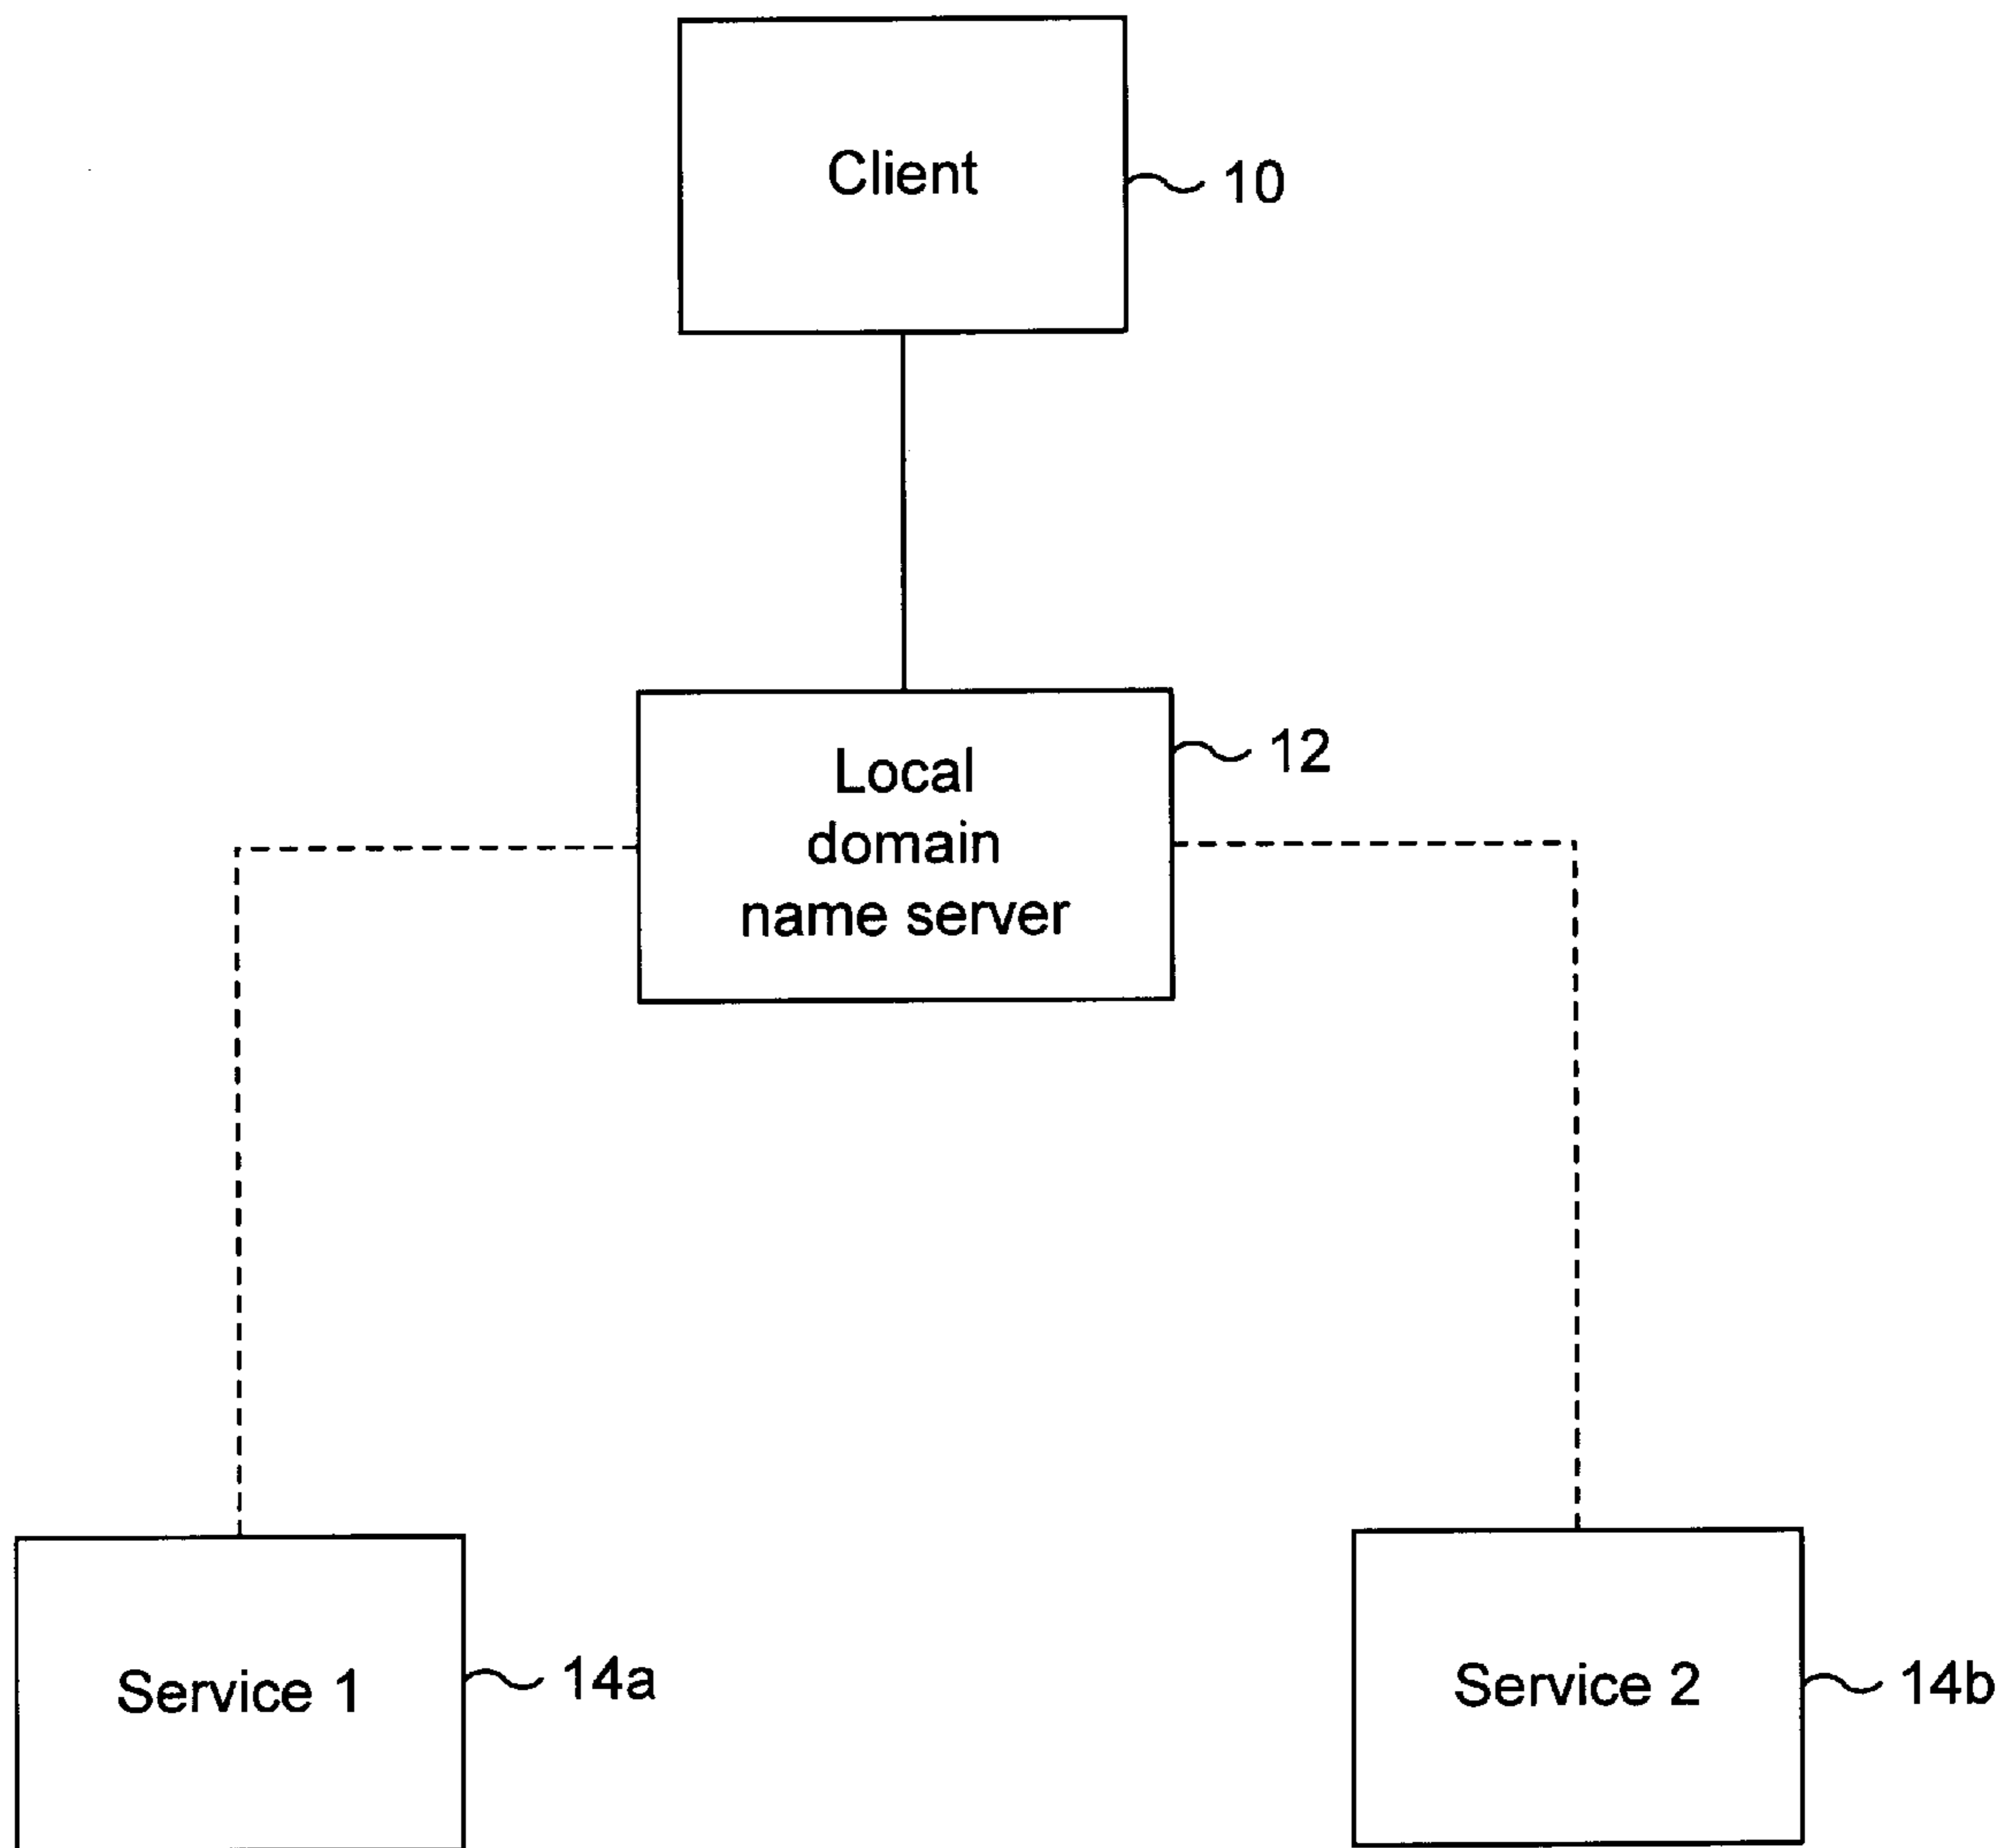 Client
10
Local
domain
name server
12
Service 1
14a
Service 2
14b